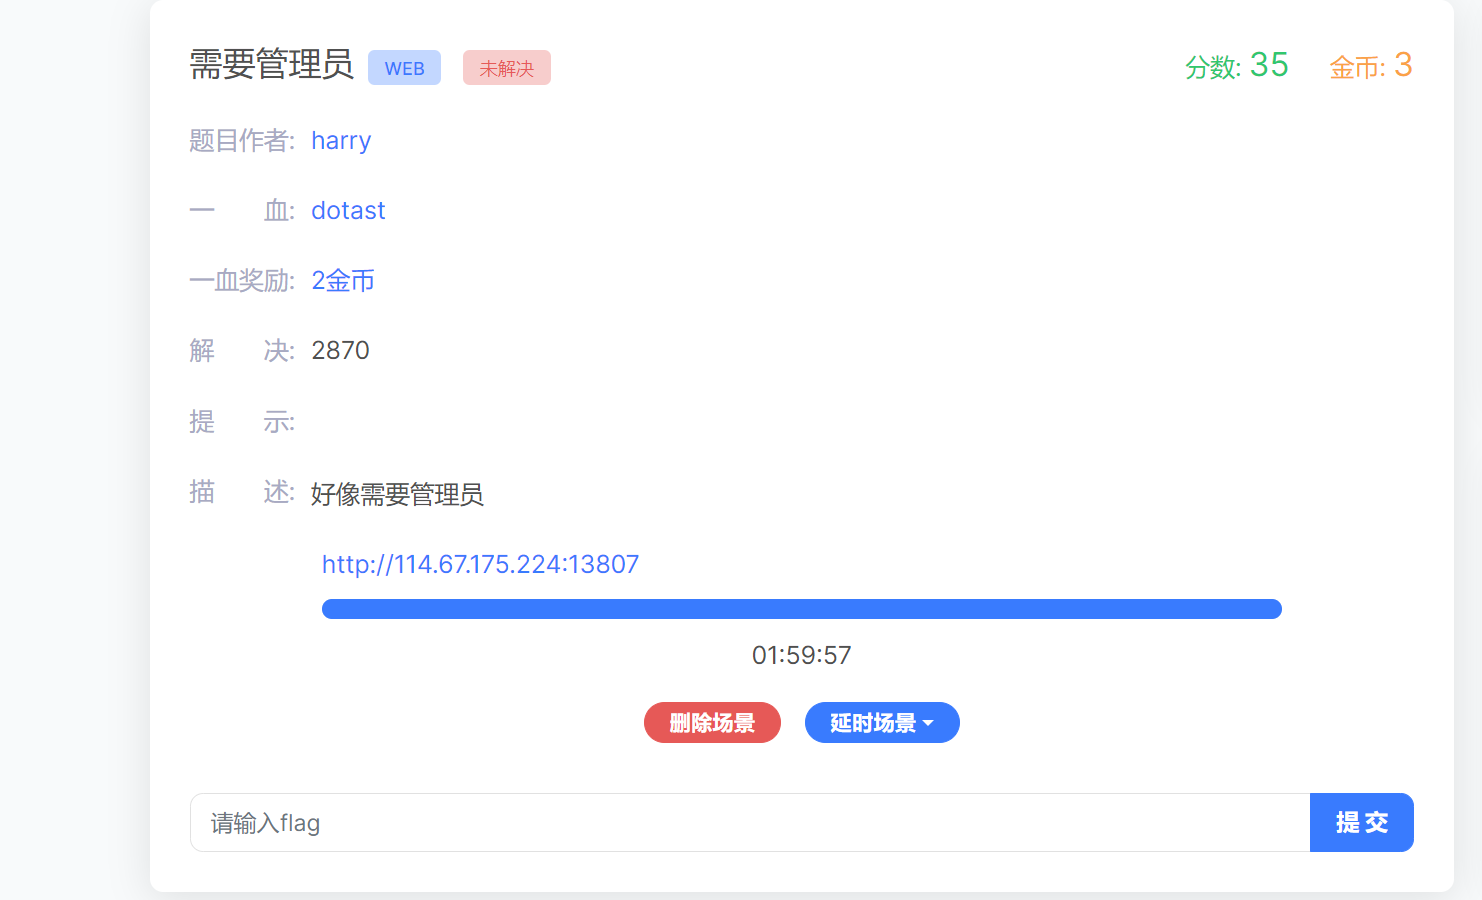 需要管理员 WEB 未解决 分数: 35 金币: 3
题目作者: harry
一 血: dotast
一血奖励: 2金币
解 决: 2870
提 示:
描 述: 好像需要管理员
http://114.67.175.224:13807
01:59:57
删除场景 延时场景
请输入flag 提 交